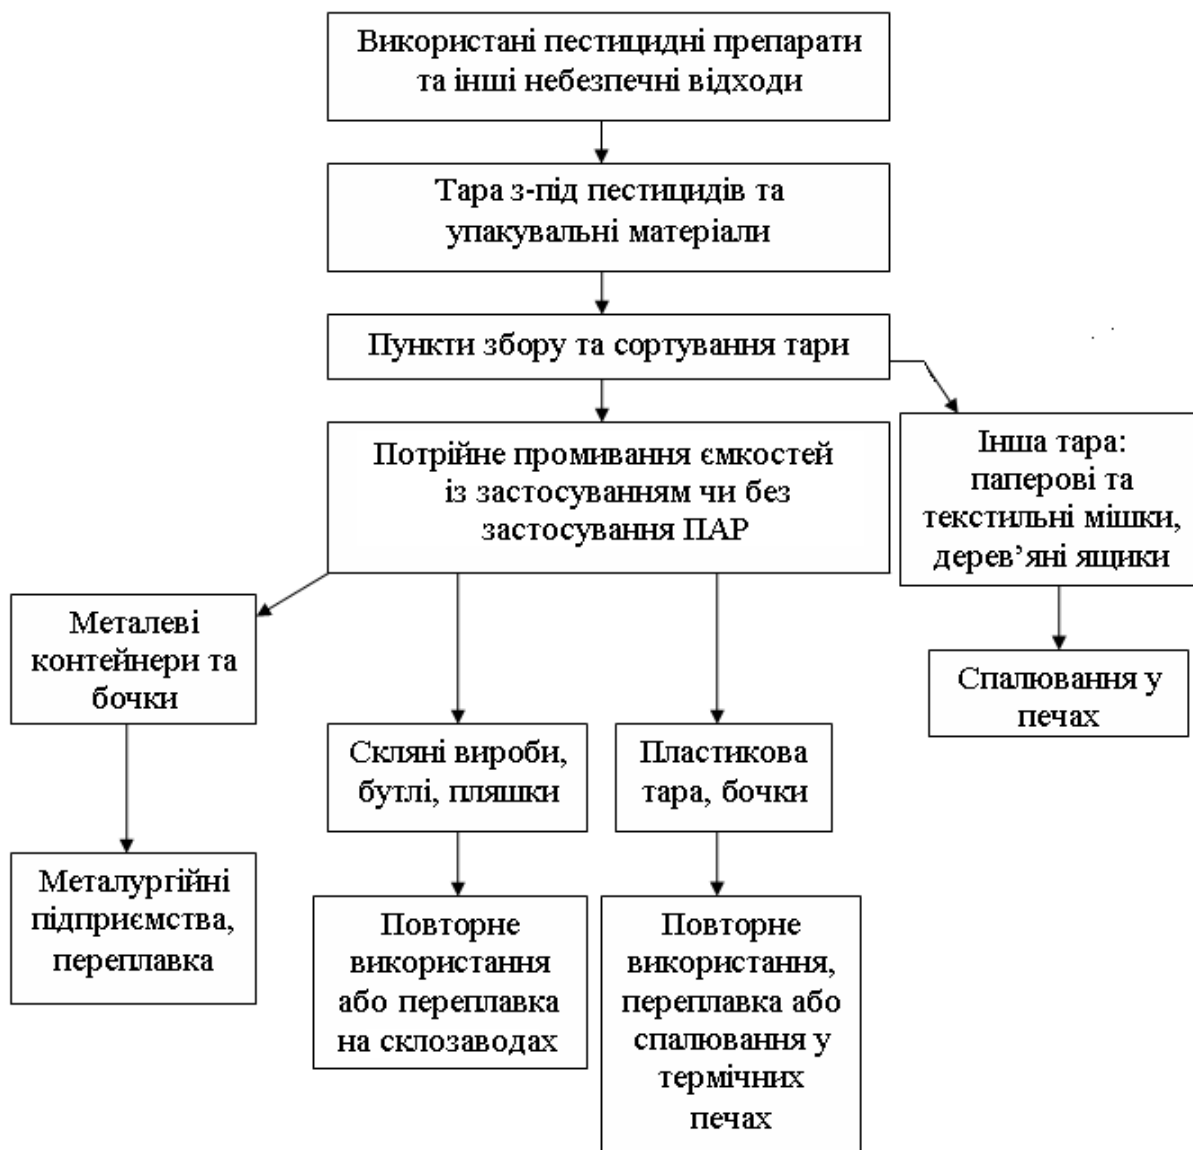 Використані пестицидні препарати
та інші небезпечні відходи
Тара з-під пестицидів та
упакувальні матеріали
Пункти збору та сортування тари
Потрійне промивання ємкостей
із застосуванням чи без
застосування ПАР
Інша тара:
паперові та
текстильні мішки,
дерев’яні ящики
Металеві
контейнери та
бочки
Спалювання у
печах
Скляні вироби,
бутлі, пляшки
Пластикова
тара, бочки
Металургійні
підприємства,
переплавка
Повторне
використання
або переплавка
на склозаводах
Повторне
використання,
переплавка або
спалювання у
термічних
печах